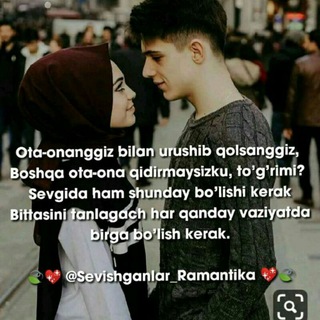 Ota-onanggiz bilan urushib qolsanggiz,
Boshqa ota-ona qidirmaysizku, to'g'rimi?
Sevgida ham shunday bo'lishi kerak
Bittasini tanlagach har qanday vaziyatda
birga bo'lish kerak.
🍃💖 @Sevishganlar_Ramantika 💖🍃